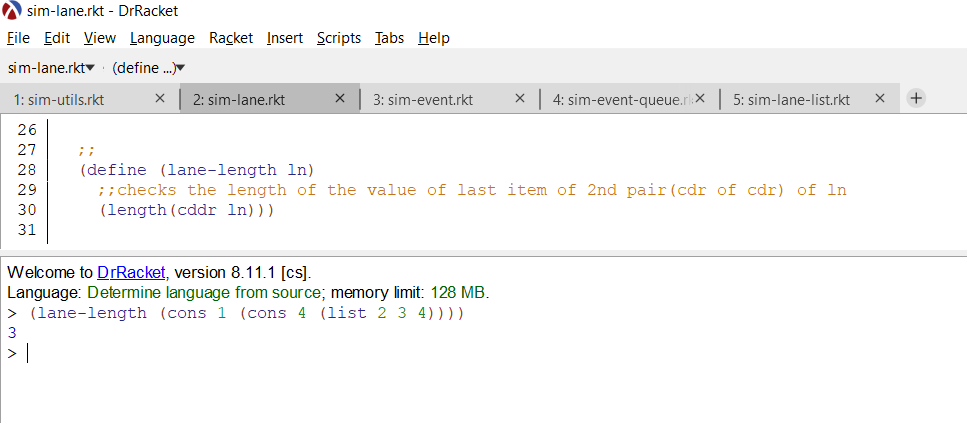 sim-lane.rkt - DrRacket
File Edit View Language Racket Insert Scripts Tabs Help
sim-lane.rkt▾ · (define ...)▾
1: sim-utils.rkt × 2: sim-lane.rkt × 3: sim-event.rkt × 4: sim-event-queue.rk × 5: sim-lane-list.rkt × +
26
27 ;;
28 (define (lane-length ln)
29 ;;checks the length of the value of last item of 2nd pair(cdr of cdr) of ln
30 (length(cddr ln)))
31
Welcome to DrRacket, version 8.11.1 [cs].
Language: Determine language from source; memory limit: 128 MB.
> (lane-length (cons 1 (cons 4 (list 2 3 4))))
3
>